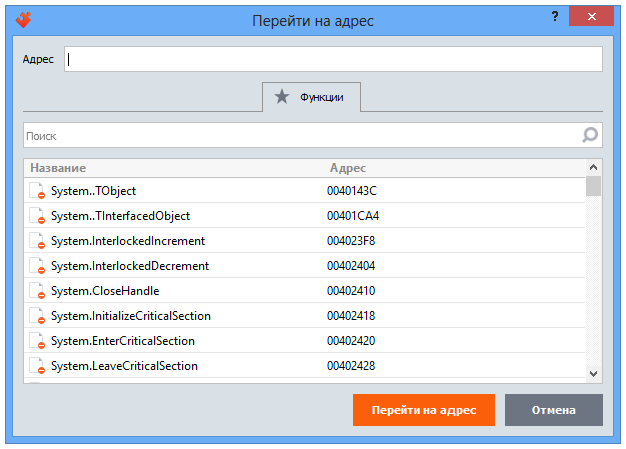 Перейти на адрес
?
Адрес
Функции
Поиск
Название Адрес
System..TObject 0040143C
System..TInterfacedObject 00401CA4
System.InterlockedIncrement 004023F8
System.InterlockedDecrement 00402404
System.CloseHandle 00402410
System.InitializeCriticalSection 00402418
System.EnterCriticalSection 00402420
System.LeaveCriticalSection 00402428
Перейти на адрес Отмена